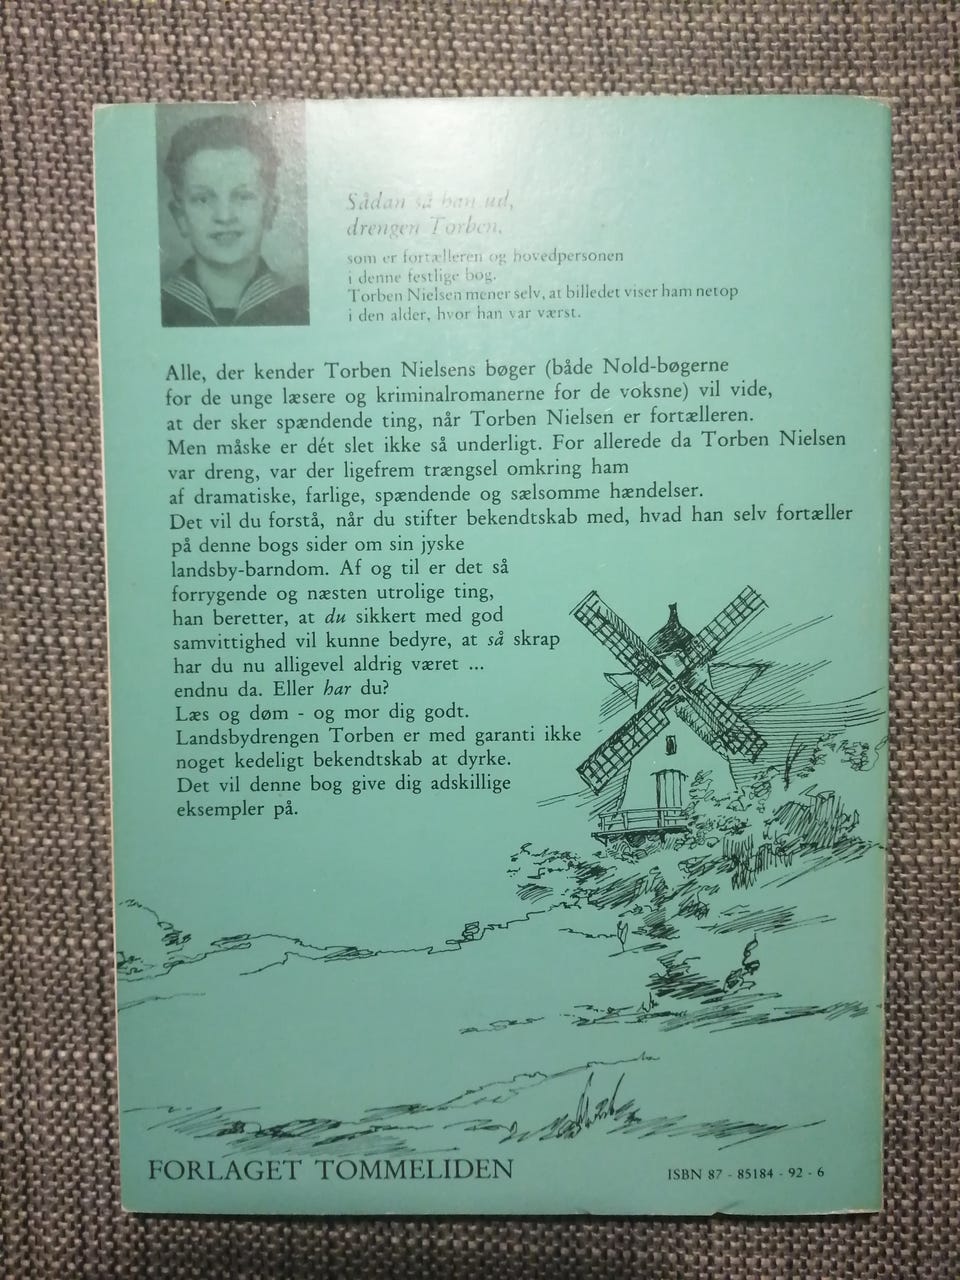 Sådan så han ud,
drengen Torben,
som er fortælleren og hovedpersonen
i denne festlige bog.
Torben Nielsen mener selv, at billedet viser ham netop
i den alder, hvor han var værst.
Alle, der kender Torben Nielsens bøger (både Nold-bøgerne
for de unge læsere og kriminalromanerne for de voksne) vil vide,
at der sker spændende ting, når Torben Nielsen er fortælleren.
Men måske er dét slet ikke så underligt. For allerede da Torben Nielsen
var dreng, var der ligefrem trængsel omkring ham
af dramatiske, farlige, spændende og sælsomme hændelser.
Det vil du forstå, når du stifter bekendtskab med, hvad han selv fortæller
på denne bogs sider om sin jyske
landsby-barndom. Af og til er det så
forrygende og næsten utrolige ting,
han beretter, at du sikkert med god
samvittighed vil kunne bedyre, at så skrap
har du nu alligevel aldrig været ...
endnu da. Eller har du?
Læs og døm - og mor dig godt.
Landsbydrengen Torben er med garanti ikke
noget kedeligt bekendtskab at dyrke.
Det vil denne bog give dig adskillige
eksempler på.
FORLAGET TOMMELIDEN
ISBN 87 - 85184 - 92 - 6